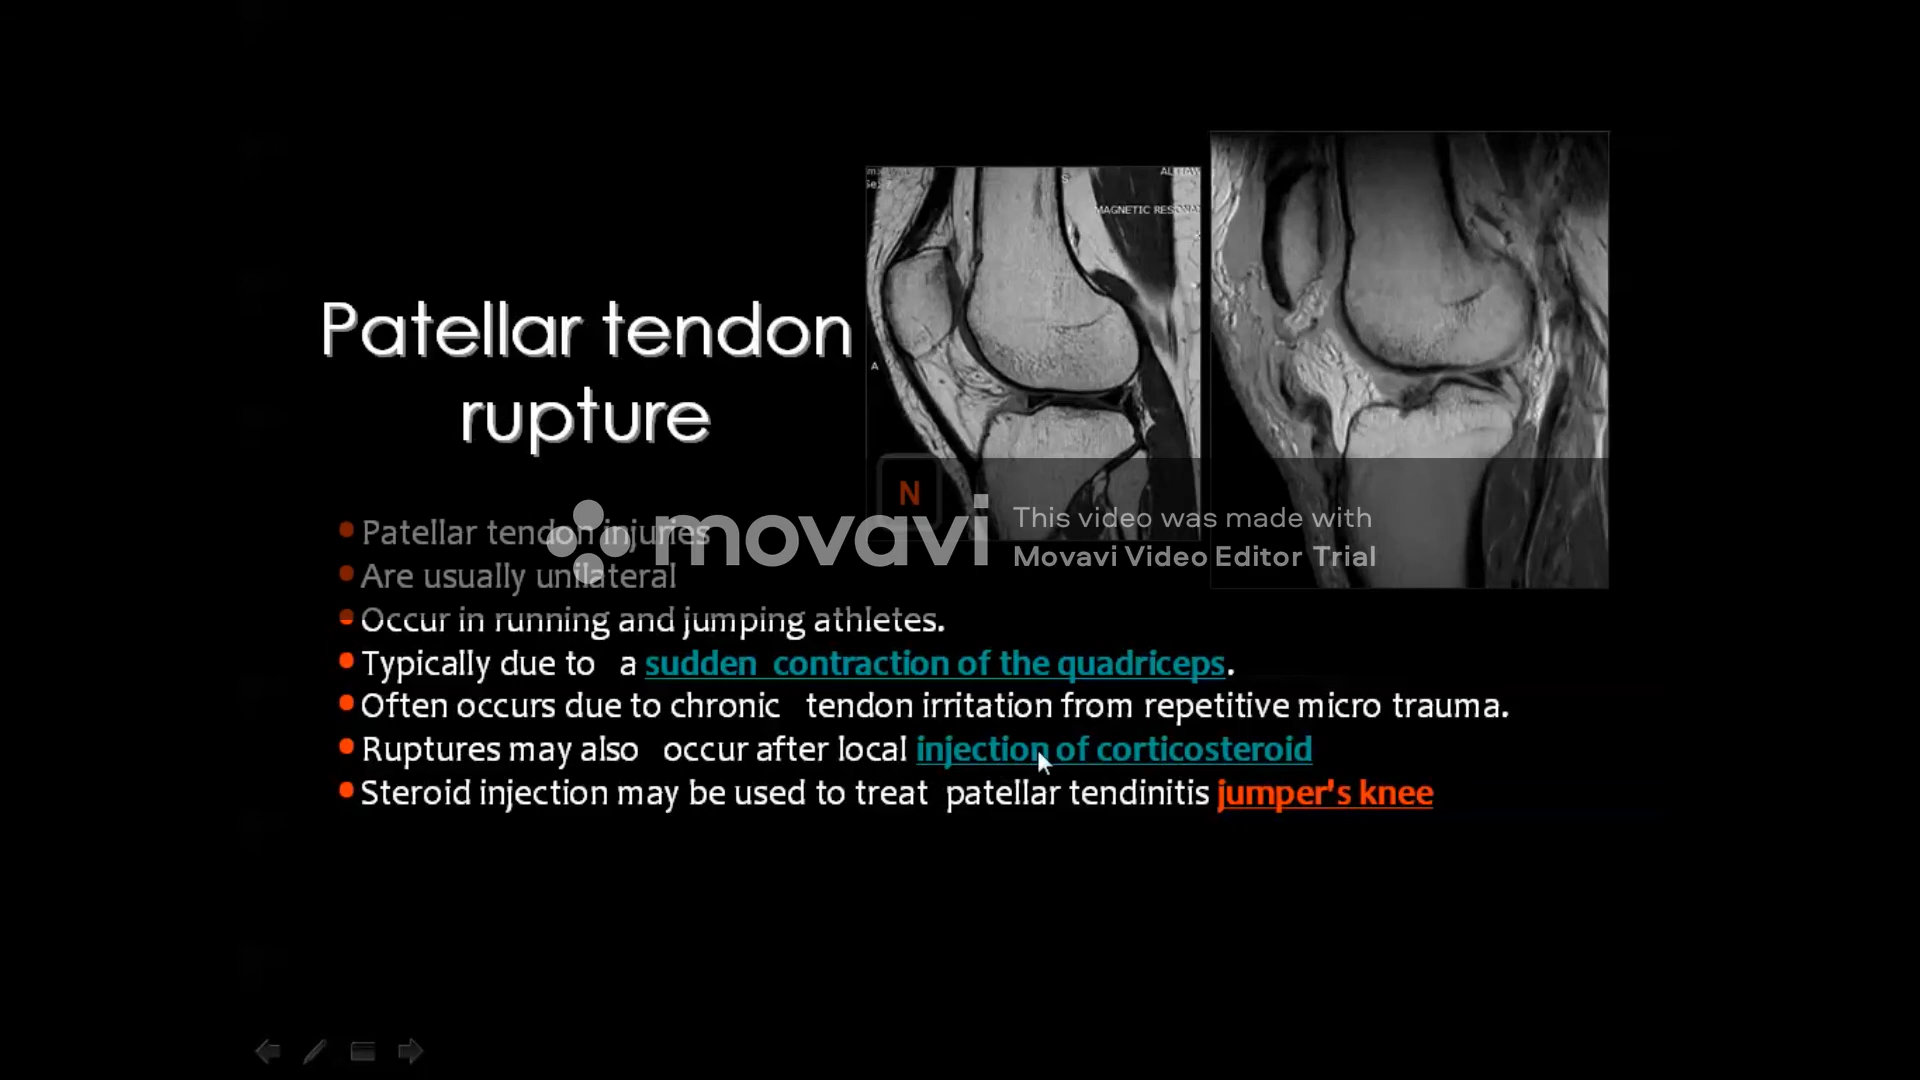 MAGNETIC RESONA
S
A
Patellar tendon
rupture
N
movavi
This video was made with
Movavi Video Editor Trial
Patellar tendon injuries
Are usually unilateral
Occur in running and jumping athletes.
Typically due to a sudden contraction of the quadriceps.
Often occurs due to chronic tendon irritation from repetitive micro trauma.
Ruptures may also occur after local injection of corticosteroid
Steroid injection may be used to treat patellar tendinitis jumper's knee